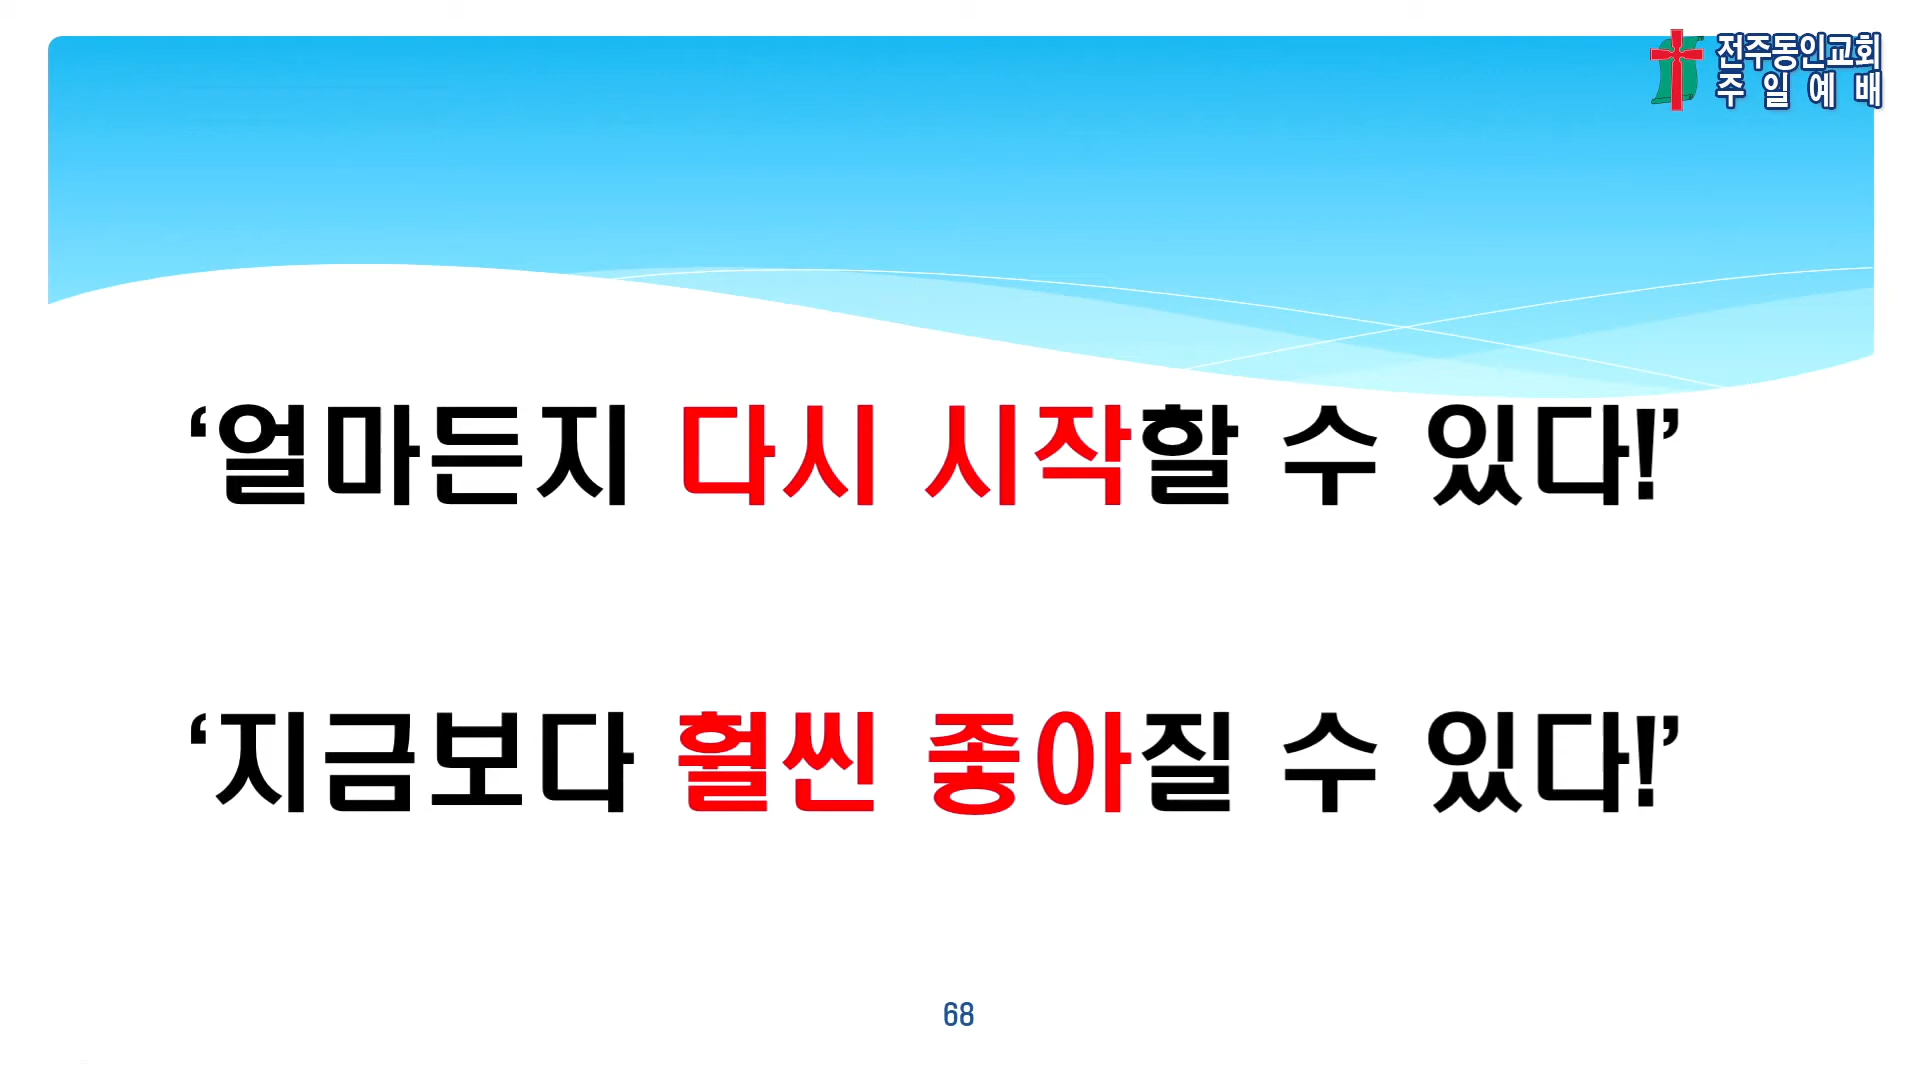 전주동인교회
주일예배
‘얼마든지 다시 시작할 수 있다!’
‘지금보다 훨씬 좋아질 수 있다!’
68